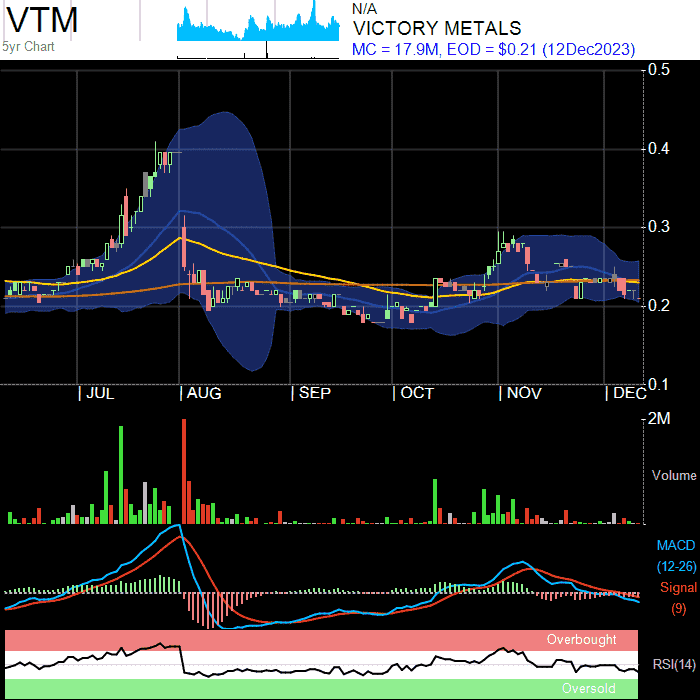 VTM
5yr Chart
N/A
VICTORY METALS
MC = 17.9M, EOD = $0.21 (12Dec2023)
0.5
0.4
0.3
0.2
0.1
JUL AUG SEP OCT NOV DEC
2M
Volume
MACD
(12-26)
Signal
(9)
Overbought
RSI(14)
Oversold